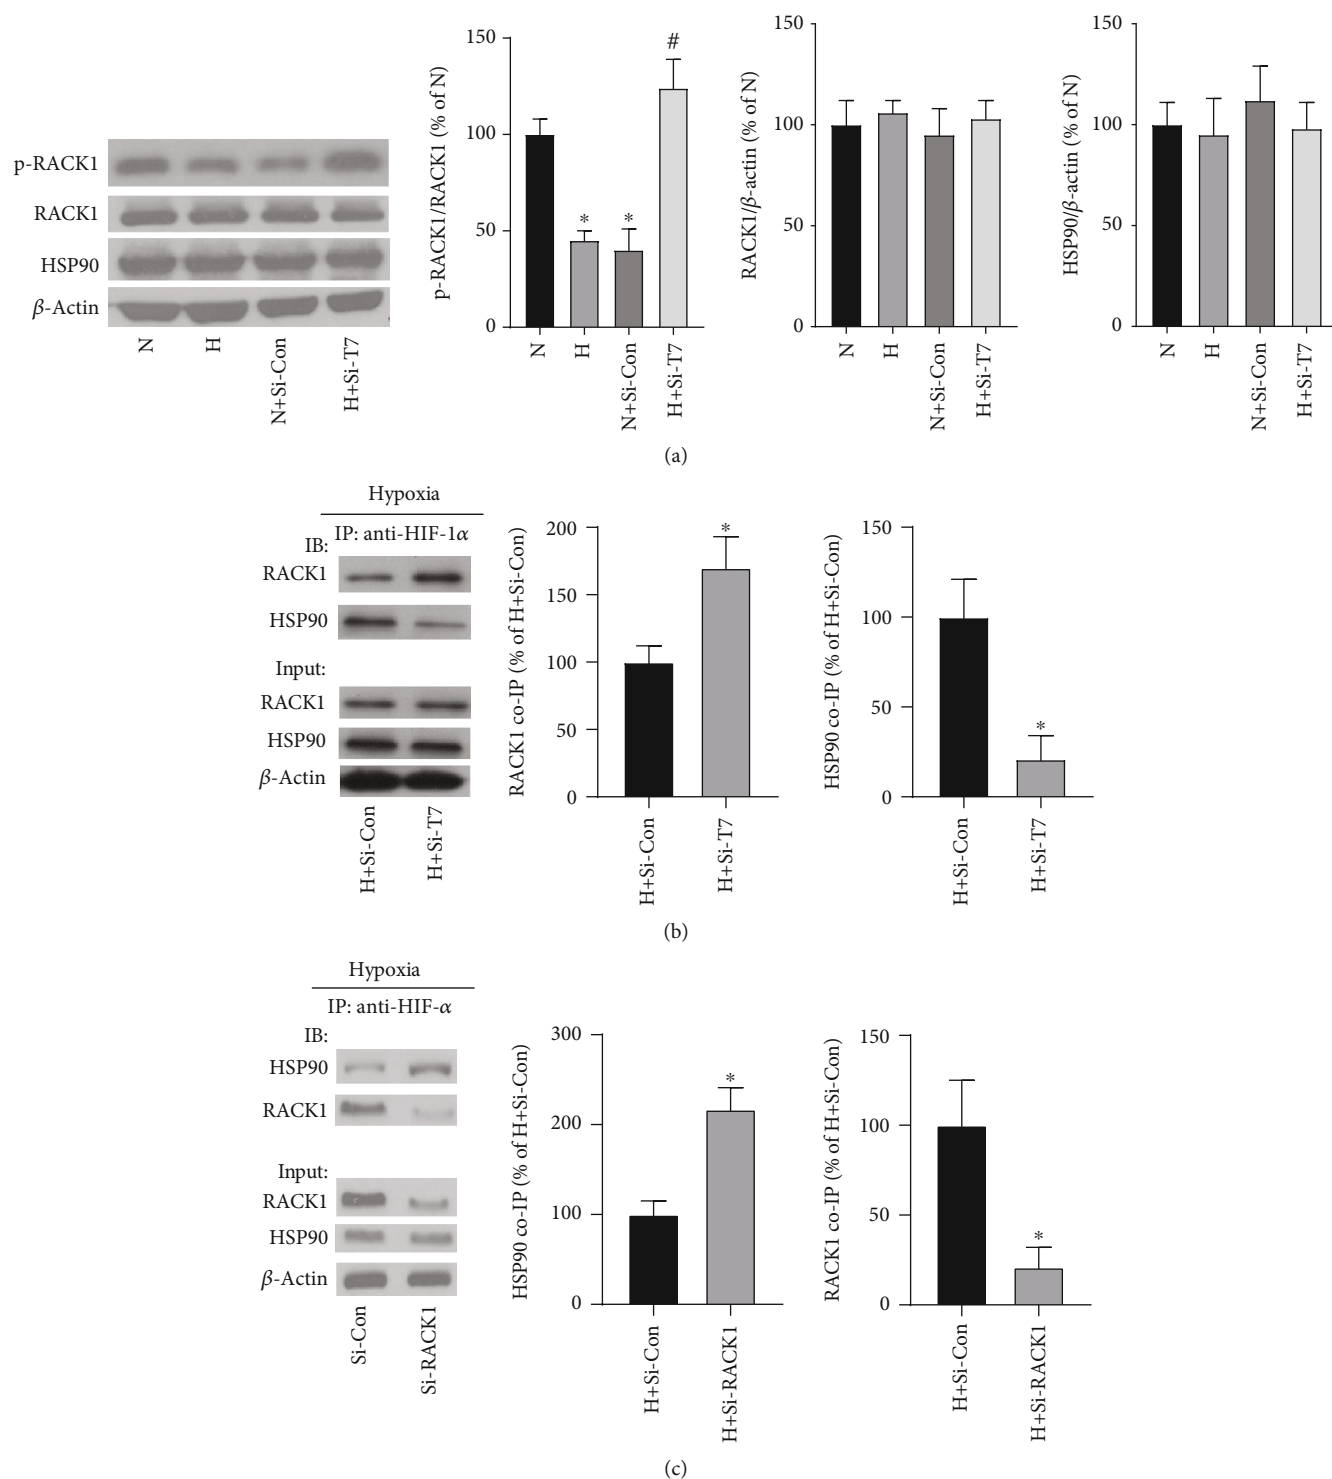 p-RACK1
RACK1
HSP90
β-Actin
N
H
N+Si-Con
H+Si-T7
p-RACK1/RACK1 (% of N)
150
100
50
0
*
*
#
N
H
N+Si-Con
H+Si-T7
RACK1/β-actin (% of N)
150
100
50
0
N
H
N+Si-Con
H+Si-T7
HSP90/β-actin (% of N)
150
100
50
0
N
H
N+Si-Con
H+Si-T7
(a)
Hypoxia
IP: anti-HIF-1α
IB:
RACK1
HSP90
Input:
RACK1
HSP90
β-Actin
H+Si-Con
H+Si-T7
RACK1 co-IP (% of H+Si-Con)
200
150
100
50
0
*
H+Si-Con
H+Si-T7
HSP90 co-IP (% of H+Si-Con)
150
100
50
0
*
H+Si-Con
H+Si-T7
(b)
Hypoxia
IP: anti-HIF-α
IB:
HSP90
RACK1
Input:
RACK1
HSP90
β-Actin
Si-Con
Si-RACK1
HSP90 co-IP (% of H+Si-Con)
300
200
100
0
*
H+Si-Con
H+Si-RACK1
RACK1 co-IP (% of H+Si-Con)
150
100
50
0
*
H+Si-Con
H+Si-RACK1
(c)